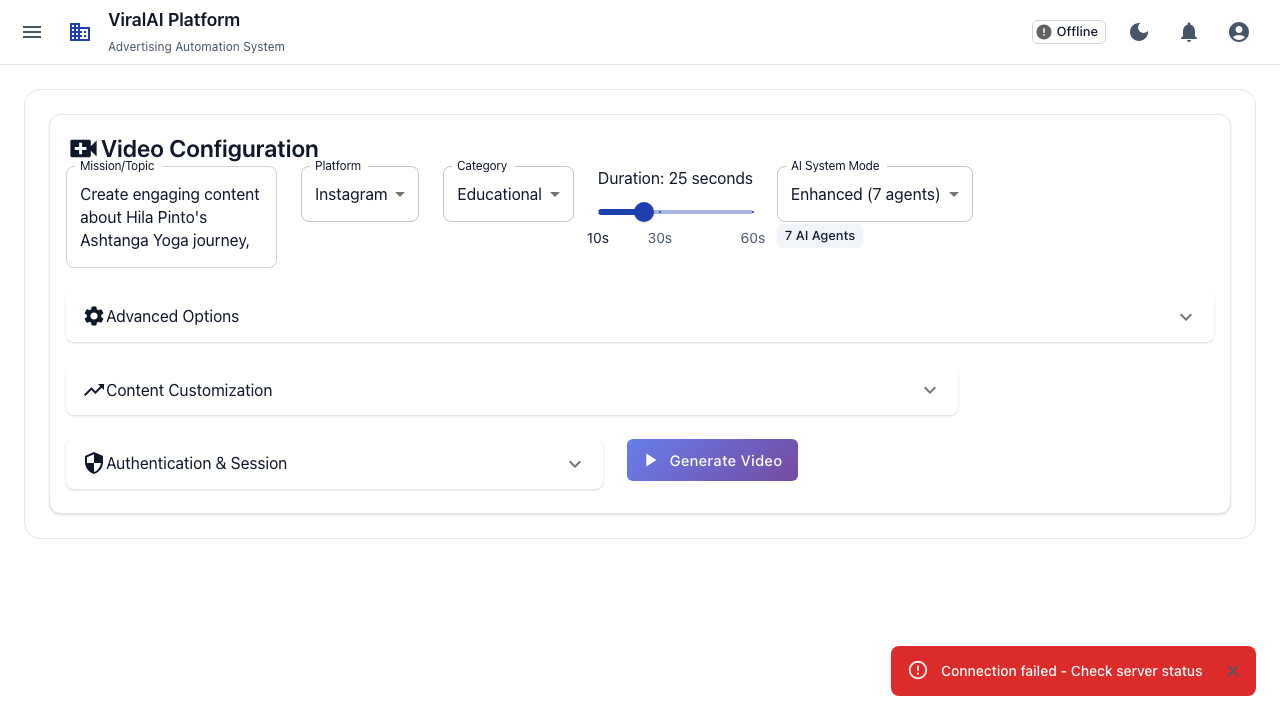 ViralAI Platform
Advertising Automation System
Offline
Video Configuration
Mission/Topic
Create engaging content
about Hila Pinto's
Ashtanga Yoga journey,
Platform
Instagram
Category
Educational
Duration: 25 seconds
10s 30s 60s
AI System Mode
Enhanced (7 agents)
7 AI Agents
Advanced Options
Content Customization
Authentication & Session
Generate Video
Connection failed - Check server status